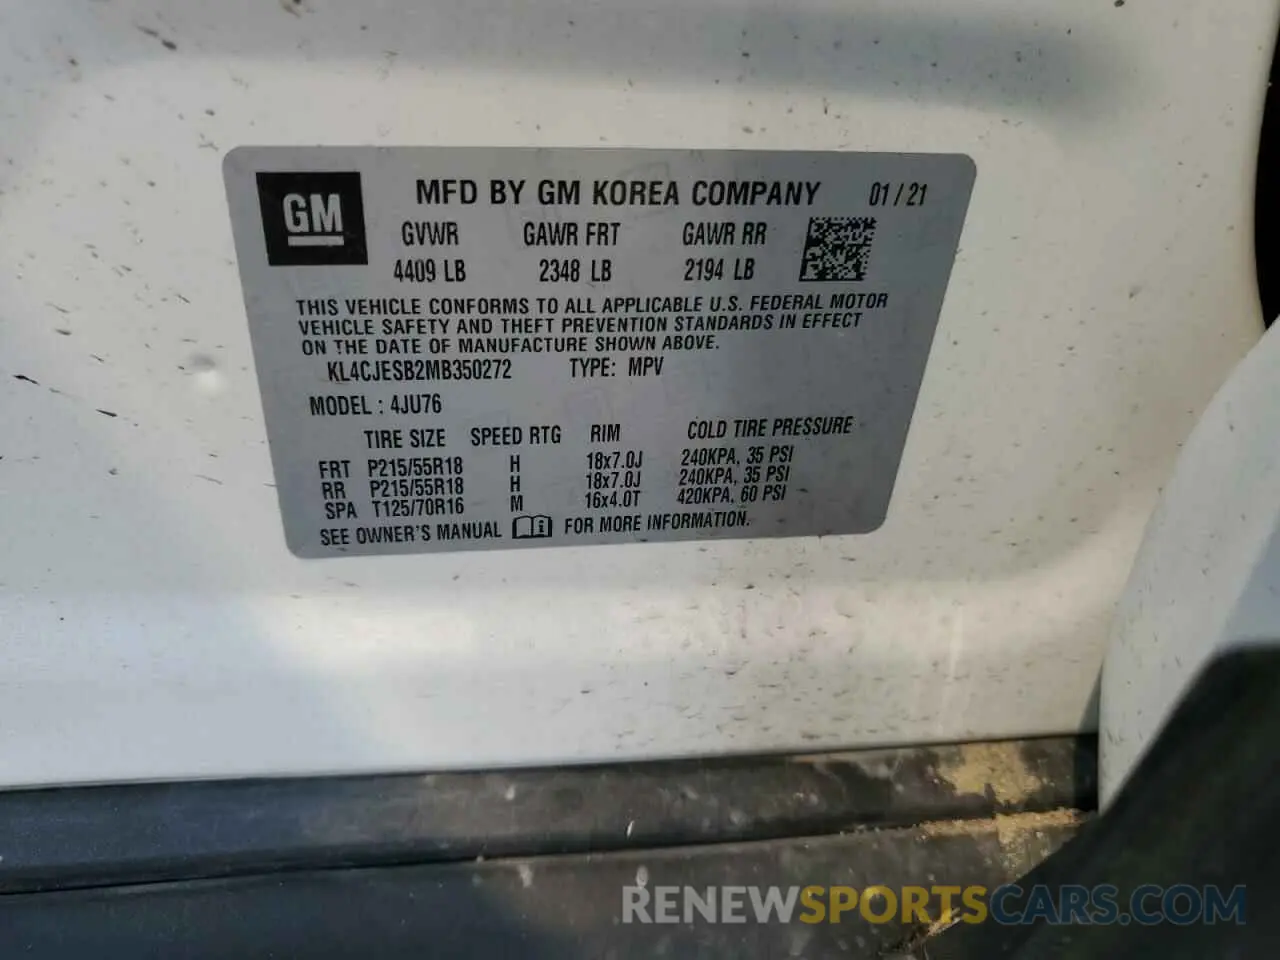 GM
MFD BY GM KOREA COMPANY 01 / 21
GVWR GAWR FRT GAWR RR
4409 LB 2348 LB 2194 LB
THIS VEHICLE CONFORMS TO ALL APPLICABLE U.S. FEDERAL MOTOR
VEHICLE SAFETY AND THEFT PREVENTION STANDARDS IN EFFECT
ON THE DATE OF MANUFACTURE SHOWN ABOVE.
KL4CJESB2MB350272 TYPE: MPV
MODEL : 4JU76
TIRE SIZE SPEED RTG RIM COLD TIRE PRESSURE
FRT P215/55R18 H 18x7.0J 240KPA, 35 PSI
RR P215/55R18 H 18x7.0J 240KPA, 35 PSI
SPA T125/70R16 M 16x4.0T 420KPA, 60 PSI
SEE OWNER'S MANUAL FOR MORE INFORMATION.
RENEWSPORTSCARS.COM